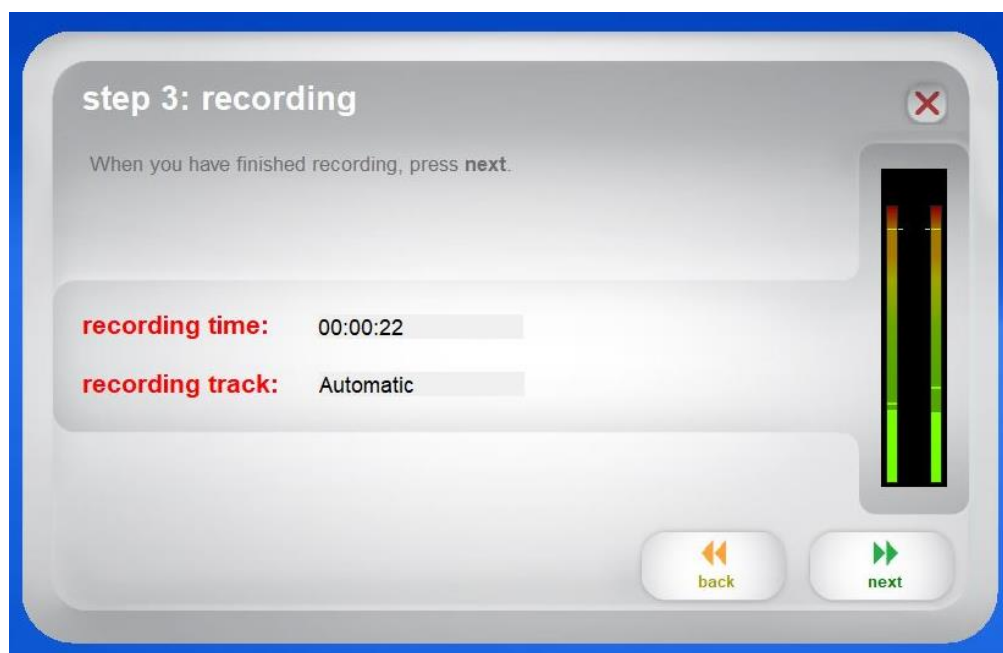 step 3: recording
When you have finished recording, press next.
recording time: 00:00:22
recording track: Automatic
back
next